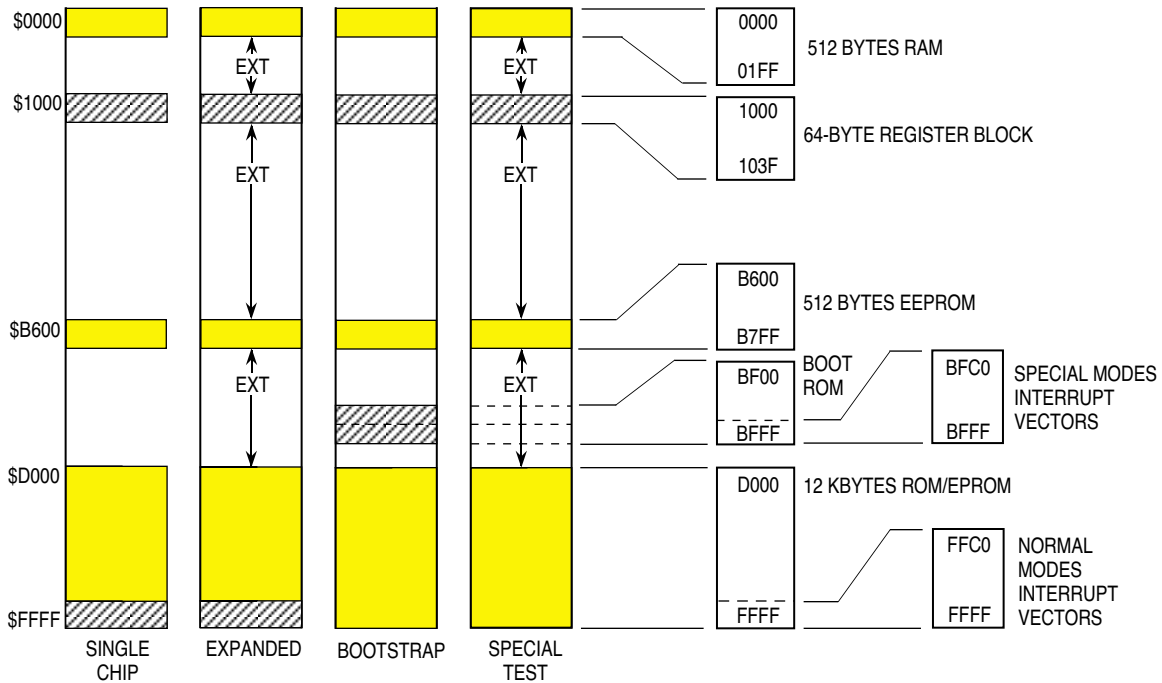 $0000
$1000
$B600
$D000
$FFFF
EXT
EXT
EXT
EXT
EXT
EXT
SINGLE
CHIP
EXPANDED
BOOTSTRAP
SPECIAL
TEST
0000
01FF
512 BYTES RAM
1000
103F
64-BYTE REGISTER BLOCK
B600
B7FF
512 BYTES EEPROM
BF00
BFFF
BOOT
ROM
BFC0
BFFF
SPECIAL MODES
INTERRUPT
VECTORS
D000
FFFF
12 KBYTES ROM/EPROM
FFC0
FFFF
NORMAL
MODES
INTERRUPT
VECTORS